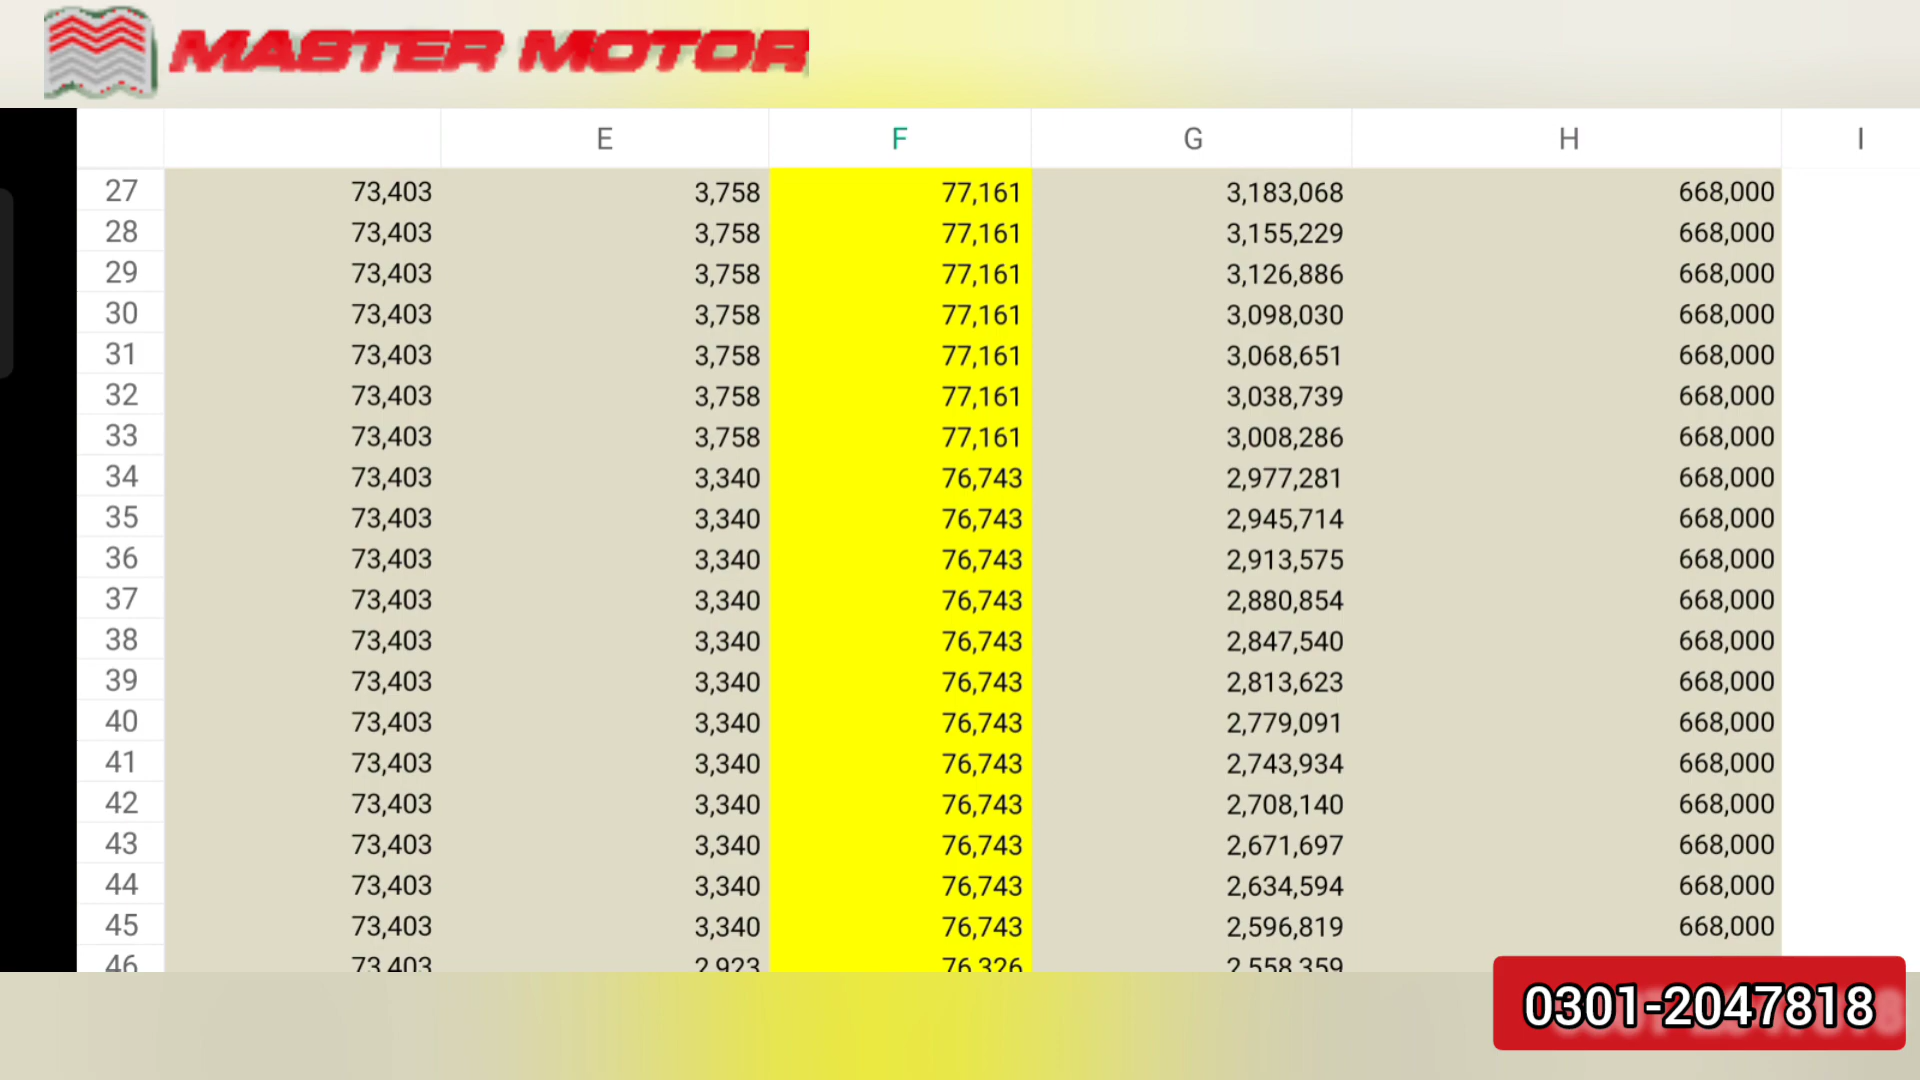 MASTER MOTOR
E F G H I
27 73,403 3,758 77,161 3,183,068 668,000
28 73,403 3,758 77,161 3,155,229 668,000
29 73,403 3,758 77,161 3,126,886 668,000
30 73,403 3,758 77,161 3,098,030 668,000
31 73,403 3,758 77,161 3,068,651 668,000
32 73,403 3,758 77,161 3,038,739 668,000
33 73,403 3,758 77,161 3,008,286 668,000
34 73,403 3,340 76,743 2,977,281 668,000
35 73,403 3,340 76,743 2,945,714 668,000
36 73,403 3,340 76,743 2,913,575 668,000
37 73,403 3,340 76,743 2,880,854 668,000
38 73,403 3,340 76,743 2,847,540 668,000
39 73,403 3,340 76,743 2,813,623 668,000
40 73,403 3,340 76,743 2,779,091 668,000
41 73,403 3,340 76,743 2,743,934 668,000
42 73,403 3,340 76,743 2,708,140 668,000
43 73,403 3,340 76,743 2,671,697 668,000
44 73,403 3,340 76,743 2,634,594 668,000
45 73,403 3,340 76,743 2,596,819 668,000
46 73,403 2,923 76,326 2,558,359
0301-2047818